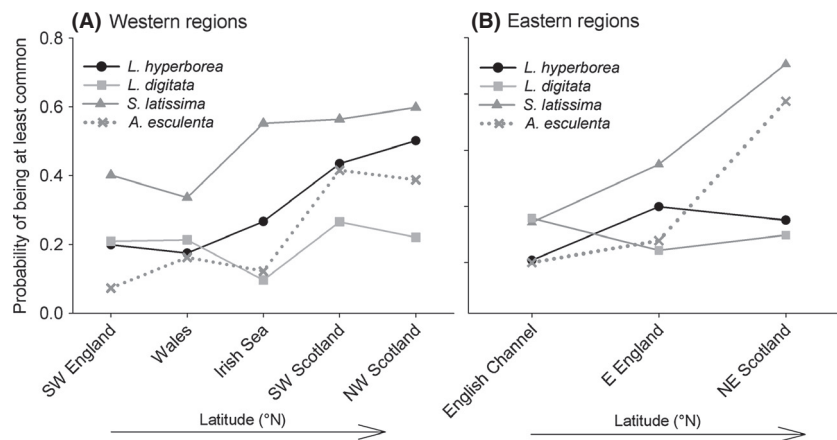 (A) Western regions
Probability of being at least common
0.8
0.6
0.4
0.2
0.0
L. hyperborea
L. digitata
S. latissima
A. esculenta
SW England
Wales
Irish Sea
SW Scotland
NW Scotland
Latitude (°N)
(B) Eastern regions
L. hyperborea
L. digitata
S. latissima
A. esculenta
English Channel
E England
NE Scotland
Latitude (°N)